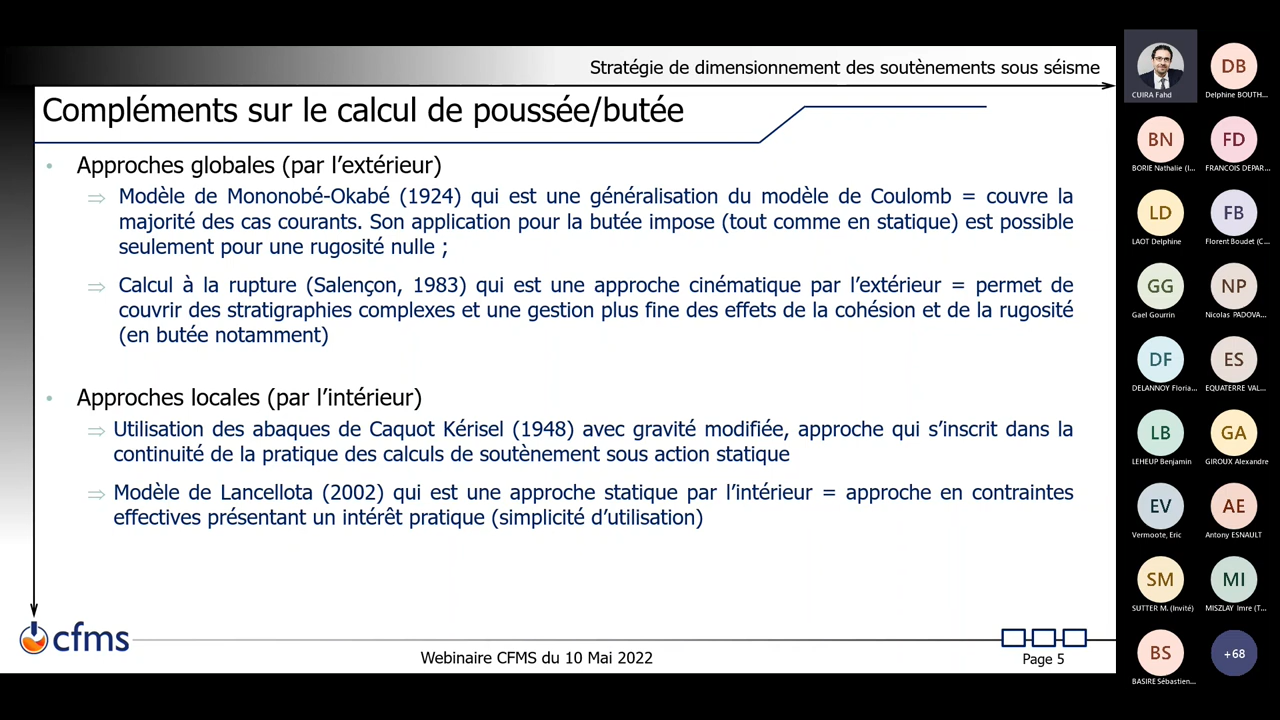 Stratégie de dimensionnement des soutènements sous séisme
Compléments sur le calcul de poussée/butée
• Approches globales (par l'extérieur)
⇒ Modèle de Mononobé-Okabé (1924) qui est une généralisation du modèle de Coulomb = couvre la
majorité des cas courants. Son application pour la butée impose (tout comme en statique) est possible
seulement pour une rugosité nulle ;
⇒ Calcul à la rupture (Salençon, 1983) qui est une approche cinématique par l'extérieur = permet de
couvrir des stratigraphies complexes et une gestion plus fine des effets de la cohésion et de la rugosité
(en butée notamment)
• Approches locales (par l'intérieur)
⇒ Utilisation des abaques de Caquot Kérisel (1948) avec gravité modifiée, approche qui s'inscrit dans la
continuité de la pratique des calculs de soutènement sous action statique
⇒ Modèle de Lancellota (2002) qui est une approche statique par l'intérieur = approche en contraintes
effectives présentant un intérêt pratique (simplicité d'utilisation)
cfms
Webinaire CFMS du 10 Mai 2022
Page 5
CUIRA Fahd
DB
Delphine BOUTH...
BN
BORIE Nathalie (I...
FD
FRANCOIS DEPAR...
LD
LAOT Delphine
FB
Florent Boudet (C...
GG
Gael Gourrin
NP
Nicolas PADOVA...
DF
DELANNOY Floria...
ES
EQUATERRE VAL...
LB
LEHEUP Benjamin
GA
GIROUX Alexandre
EV
Vermoote, Eric
AE
Antony ESNAULT
SM
SUTTER M. (Invité)
MI
MISZLAY Imre (T...
BS
BASIRE Sébastien...
+68